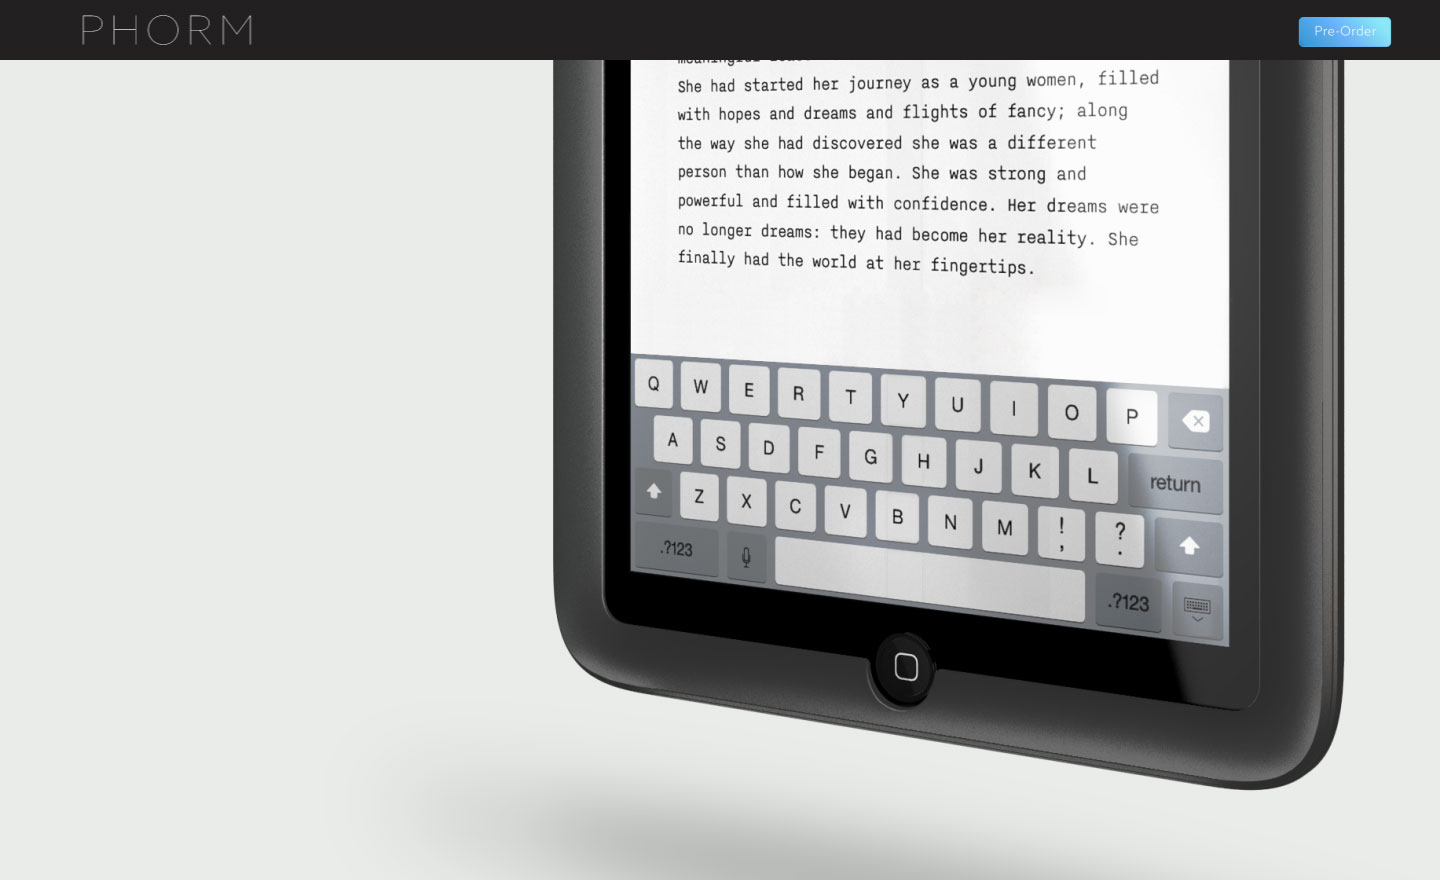 PHORM
Pre-Order
She had started her journey as a young women, filled
with hopes and dreams and flights of fancy; along
the way she had discovered she was a different
person than how she began. She was strong and
powerful and filled with confidence. Her dreams were
no longer dreams: they had become her reality. She
finally had the world at her fingertips.
Q W E R T Y U I O P
A S D F G H J K L return
Z X C V B N M ! , ? .
.?123 .?123